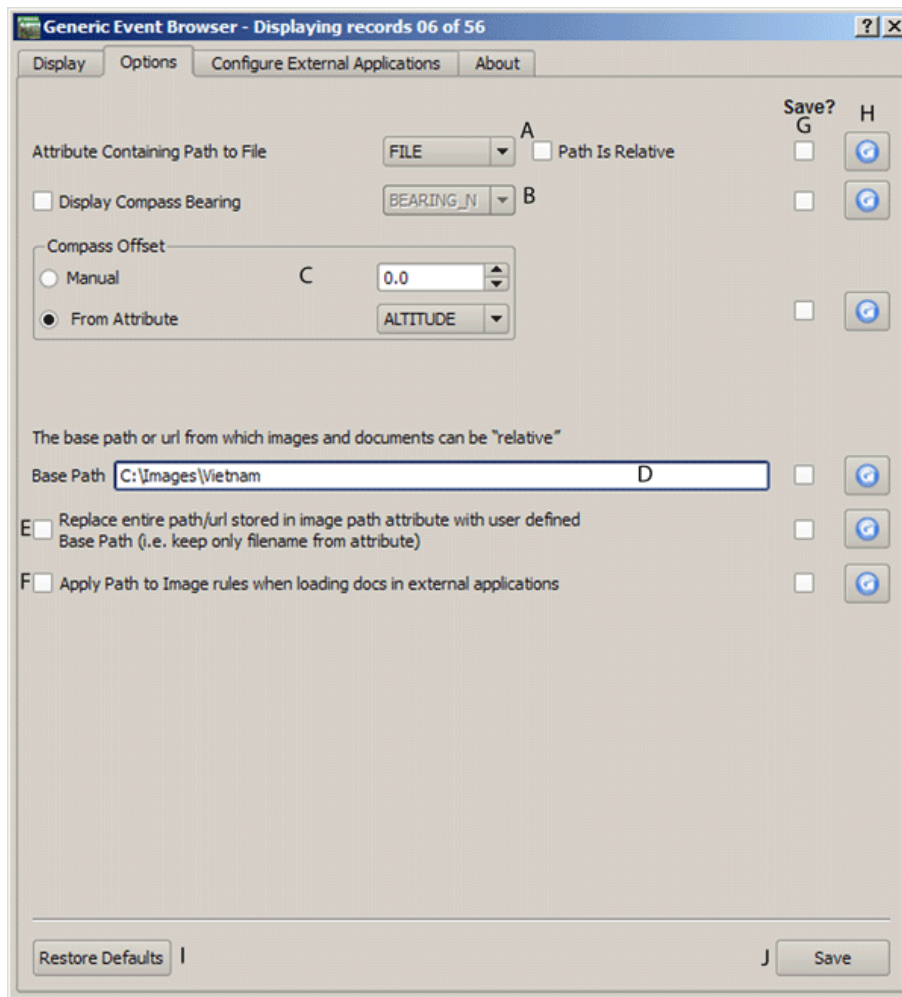 Generic Event Browser - Displaying records 06 of 56
Display Options Configure External Applications About
Save? H
G
A
Attribute Containing Path to File FILE Path Is Relative
Display Compass Bearing BEARING_N B
Compass Offset
Manual C 0.0
From Attribute ALTITUDE
The base path or url from which images and documents can be “relative”
Base Path C:\Images\Vietnam D
E Replace entire path/url stored in image path attribute with user defined
Base Path (i.e. keep only filename from attribute)
F Apply Path to Image rules when loading docs in external applications
Restore Defaults I J Save